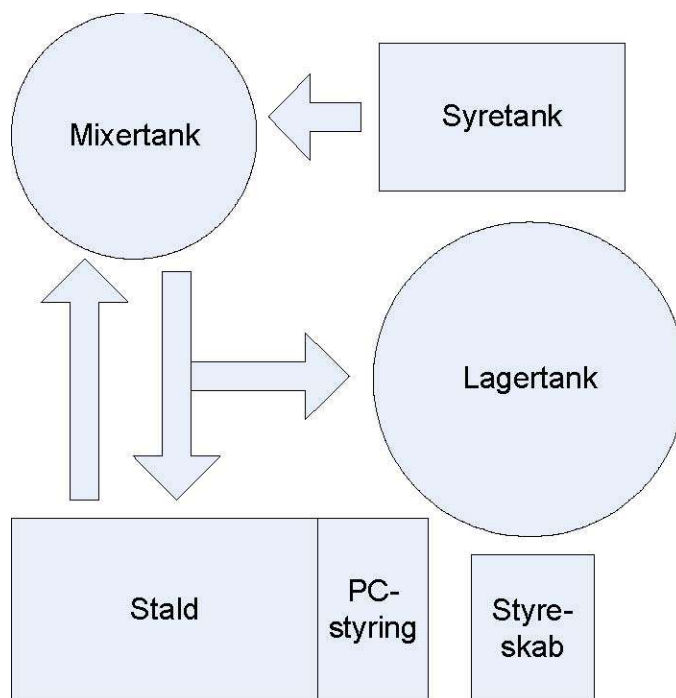 Mixertank
Syretank
Lagertank
Stald
PC-
styring
Styre-
skab